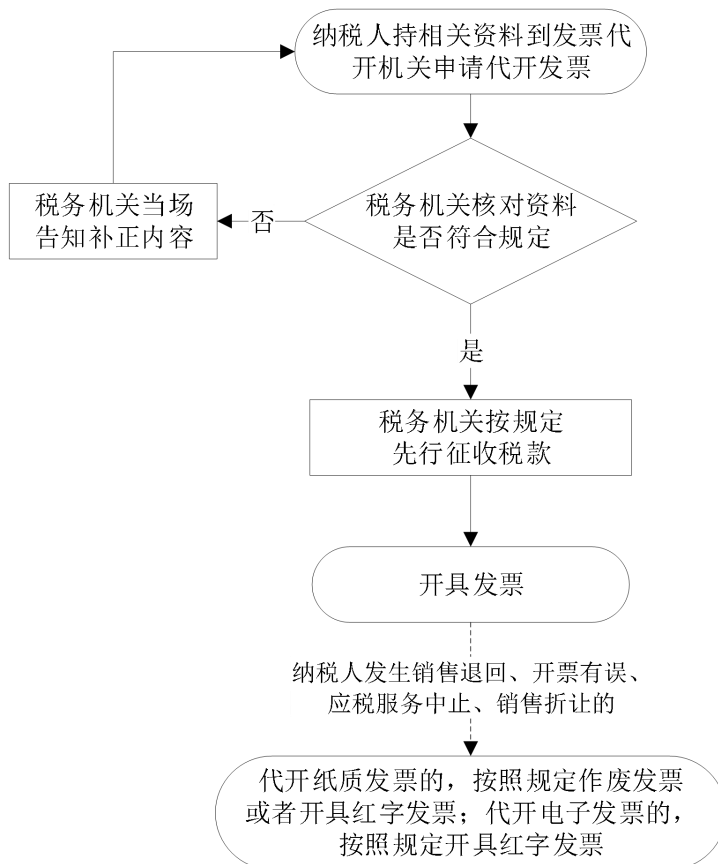 纳税人持相关资料到发票代
开机关申请代开发票
税务机关当场
告知补正内容
否
税务机关核对资料
是否符合规定
是
税务机关按规定
先行征收税款
开具发票
纳税人发生销售退回、开票有误、
应税服务中止、销售折让的
代开纸质发票的，按照规定作废发票
或者开具红字发票；代开电子发票的，
按照规定开具红字发票